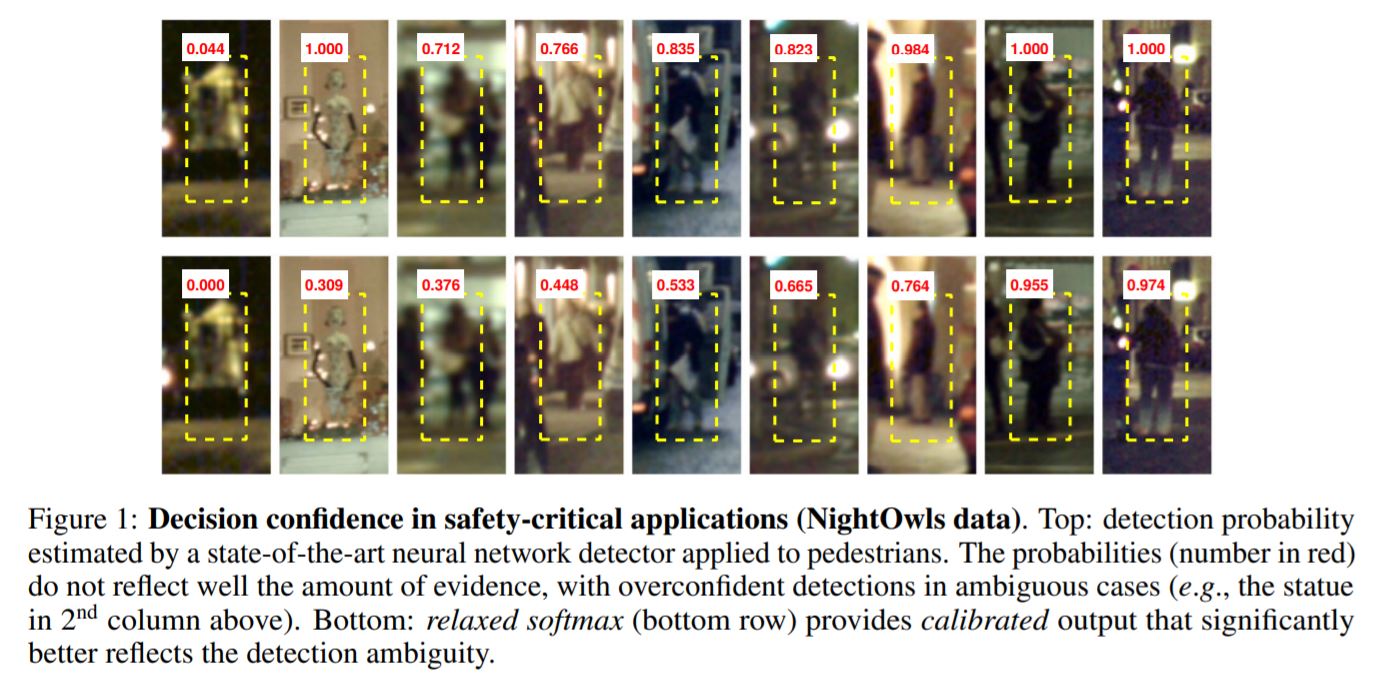 0.044 1.000 0.712 0.766 0.835 0.823 0.984 1.000 1.000
0.000 0.309 0.376 0.448 0.533 0.665 0.764 0.955 0.974
Figure 1: Decision confidence in safety-critical applications (NightOwls data). Top: detection probability
estimated by a state-of-the-art neural network detector applied to pedestrians. The probabilities (number in red)
do not reflect well the amount of evidence, with overconfident detections in ambiguous cases (e.g., the statue
in 2nd column above). Bottom: relaxed softmax (bottom row) provides calibrated output that significantly
better reflects the detection ambiguity.